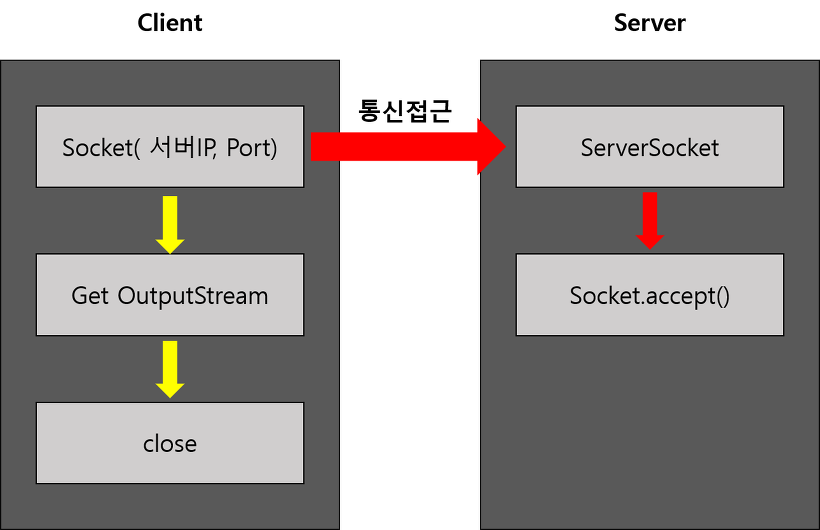 Client
Server
통신접근
Socket( 서버IP, Port)
ServerSocket
Get OutputStream
Socket.accept()
close